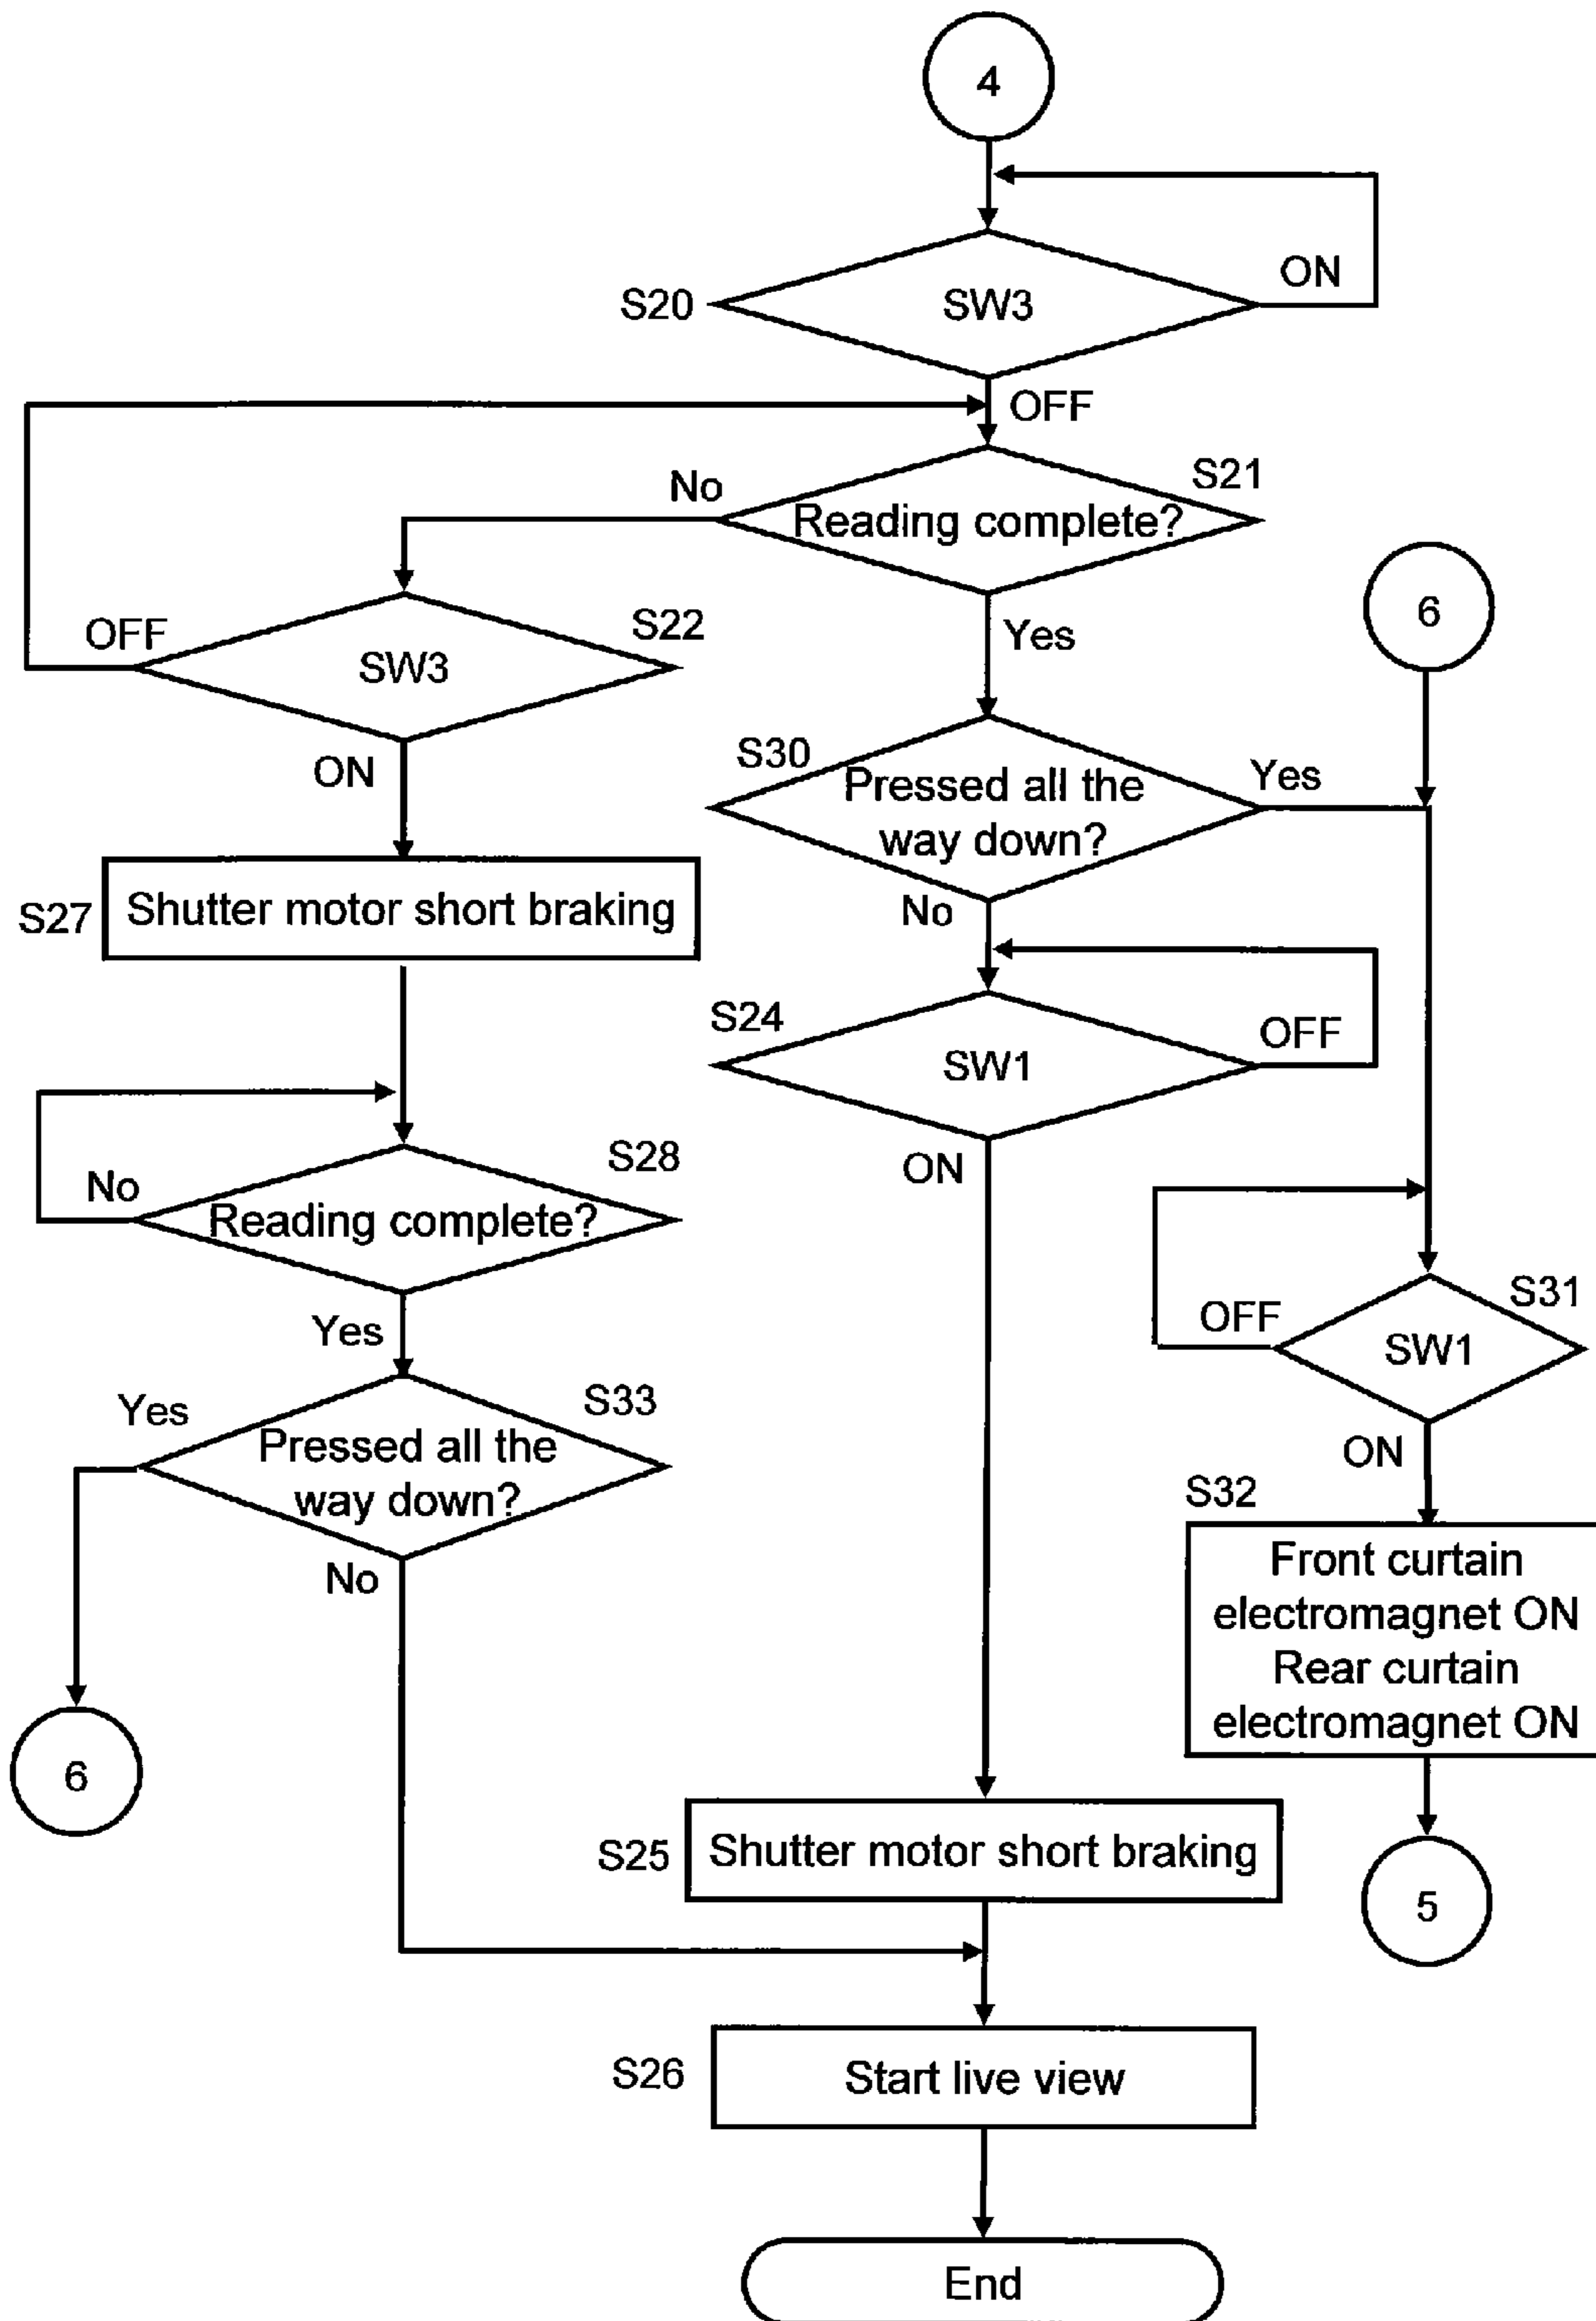 4
ON
S20
SW3
OFF
S21
No
Reading complete?
6
OFF
S22
SW3
Yes
ON
S30
Pressed all the
way down?
Yes
No
S27
Shutter motor short braking
S24
OFF
SW1
ON
S28
No
Reading complete?
Yes
S31
OFF
SW1
S33
Yes
Pressed all the
way down?
No
ON
S32
Front curtain
electromagnet ON
Rear curtain
electromagnet ON
6
S25
Shutter motor short braking
5
S26
Start live view
End